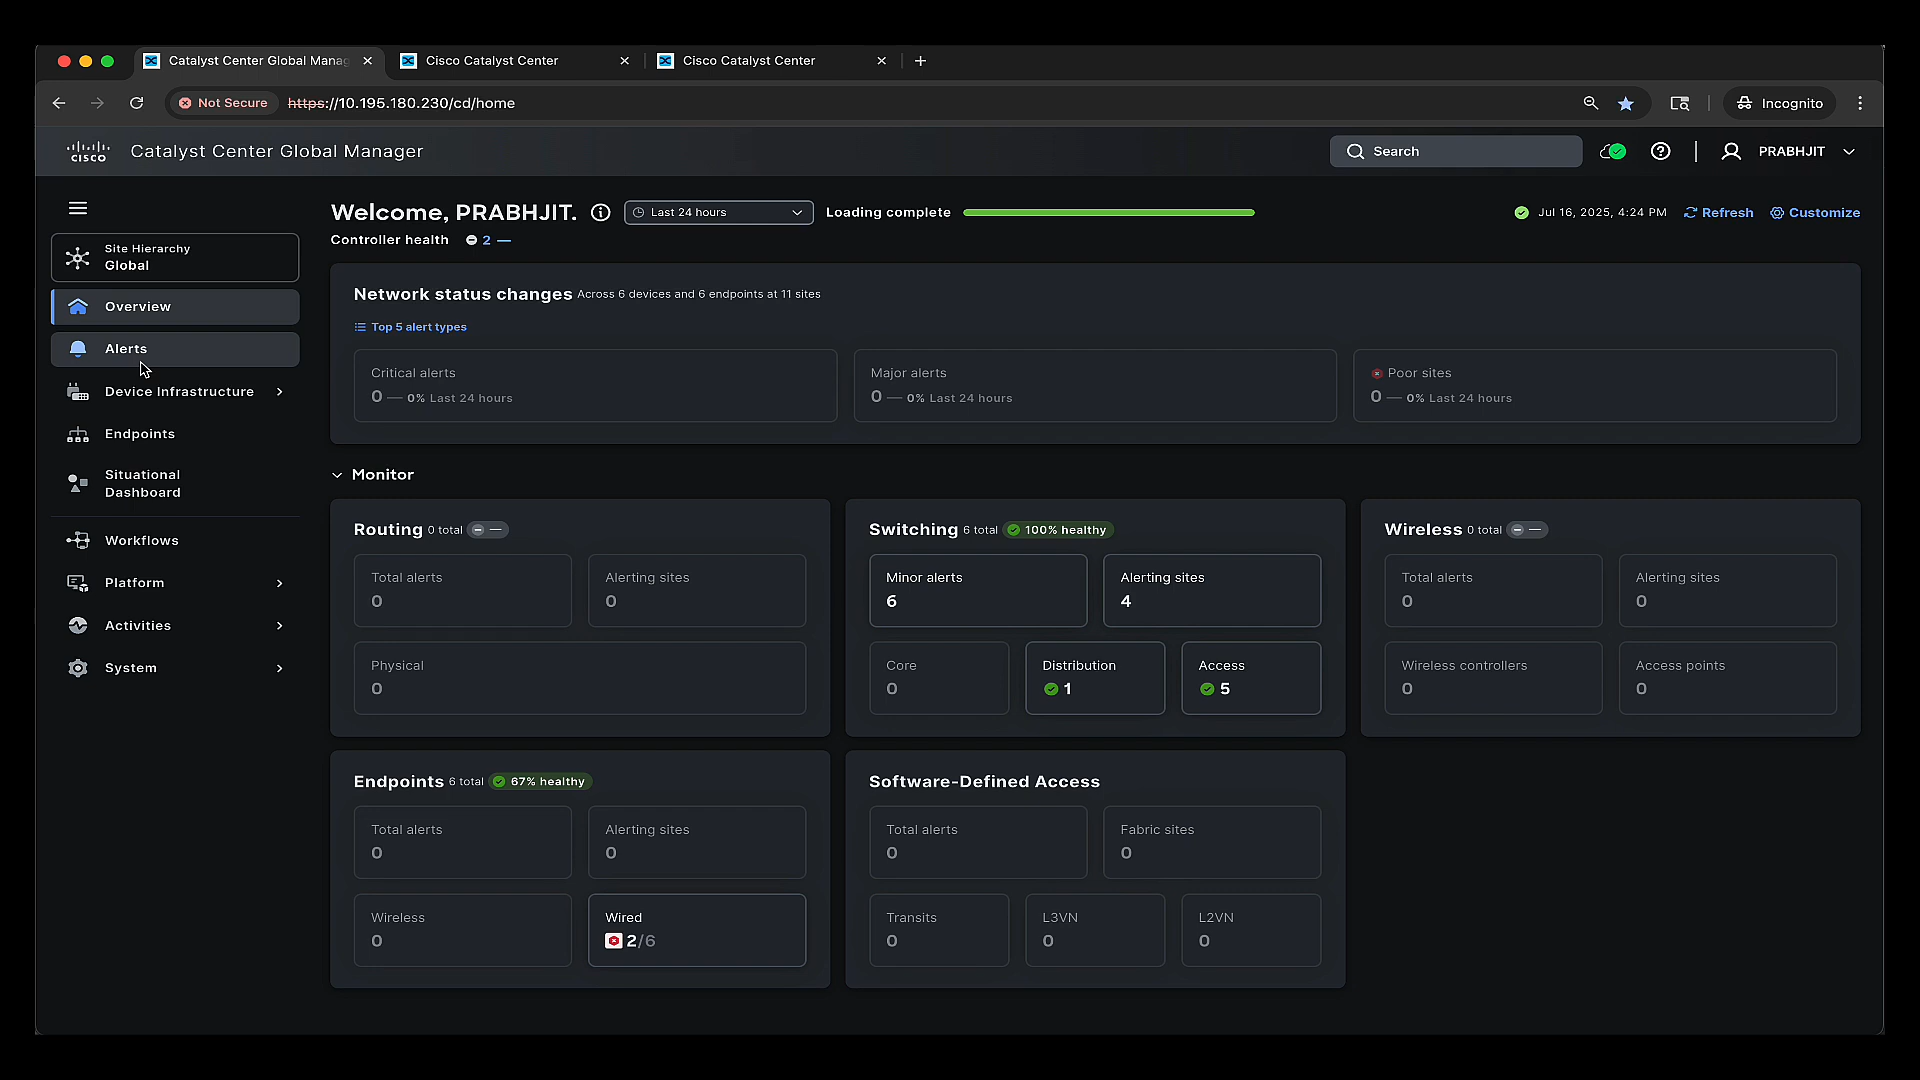 Catalyst Center Global Manag
Cisco Catalyst Center
Cisco Catalyst Center
Not Secure
https://10.195.180.230/cd/home
Incognito
CISCO
Catalyst Center Global Manager
Search
PRABHJIT
Site Hierarchy
Global
Overview
Alerts
Device Infrastructure
Endpoints
Situational
Dashboard
Workflows
Platform
Activities
System
Welcome, PRABHJIT.
Last 24 hours
Loading complete
Jul 16, 2025, 4:24 PM
Refresh
Customize
Controller health 2 —
Network status changes Across 6 devices and 6 endpoints at 11 sites
Top 5 alert types
Critical alerts
0 — 0% Last 24 hours
Major alerts
0 — 0% Last 24 hours
Poor sites
0 — 0% Last 24 hours
Monitor
Routing 0 total —
Total alerts
0
Alerting sites
0
Physical
0
Switching 6 total 100% healthy
Minor alerts
6
Alerting sites
4
Core
0
Distribution
1
Access
5
Wireless 0 total —
Total alerts
0
Alerting sites
0
Wireless controllers
0
Access points
0
Endpoints 6 total 67% healthy
Total alerts
0
Alerting sites
0
Wireless
0
Wired
2/6
Software-Defined Access
Total alerts
0
Fabric sites
0
Transits
0
L3VN
0
L2VN
0